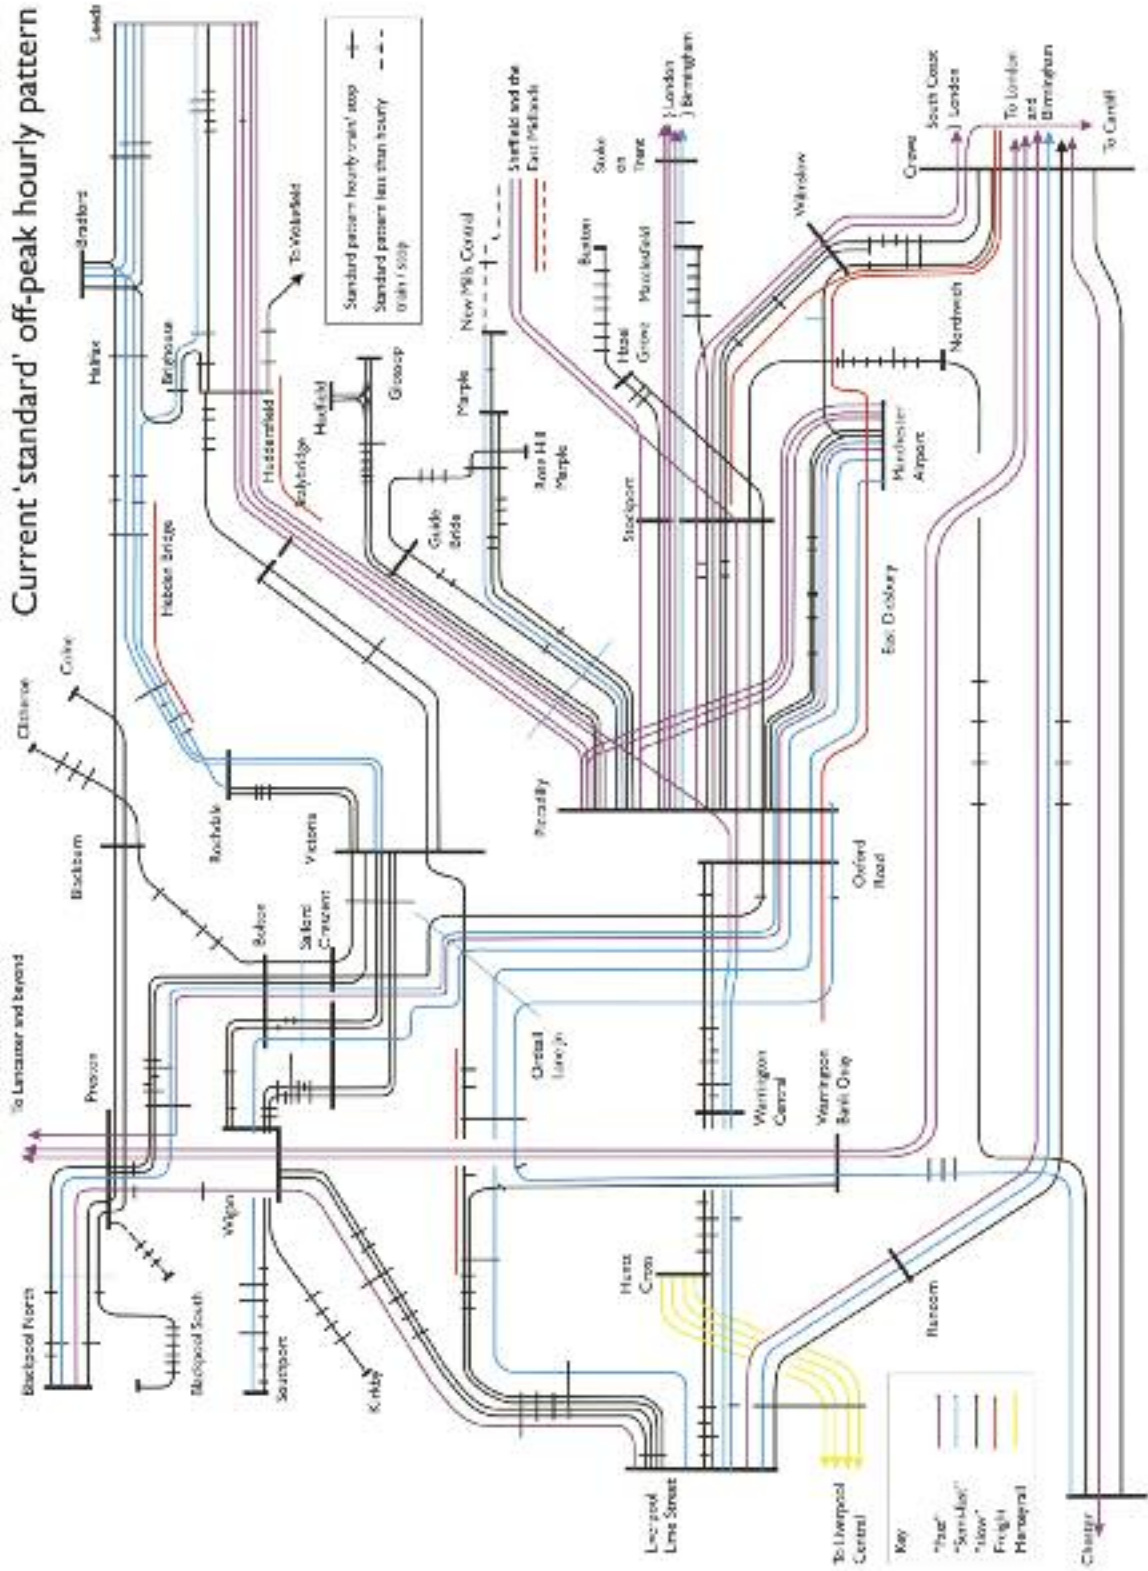 Current 'standard' off-peak hourly pattern
To Lancaster and beyond
Clitheroe
Colne
Leeds
Bradford
Halifax
Brighouse
Hebden Bridge
Blackburn
Preston
Blackpool North
Blackpool South
Rochdale
Victoria
Bolton
Salford
Crescent
Huddersfield
Stalybridge
To Wakefield
Standard pattern hourly train/ stop
Standard pattern less than hourly
train / stop
Hadfield
Glossop
Guide
Bride
Marple
Rose Hill
Marple
New Mills Central
Sheffield and the
East Midlands
Wigan
Southport
Kirkby
Ordsall
Lane Jn
Piccadilly
Stockport
Hazel
Grove
Buxton
Macclesfield
Stoke
on
Trent
} London
} Birmingham
Wilmslow
Crewe
South Coast
} London
To London
and
Birmingham
To Cardiff
Northwich
Manchester
Airport
East Didsbury
Oxford
Road
Warrington
Central
Warrington
Bank Quay
Hunts
Cross
Runcorn
Liverpool
Lime Street
To Liverpool
Central
Key
"Fast"
"Semi-fast"
"slow"
Freight
Merseyrail
Chester